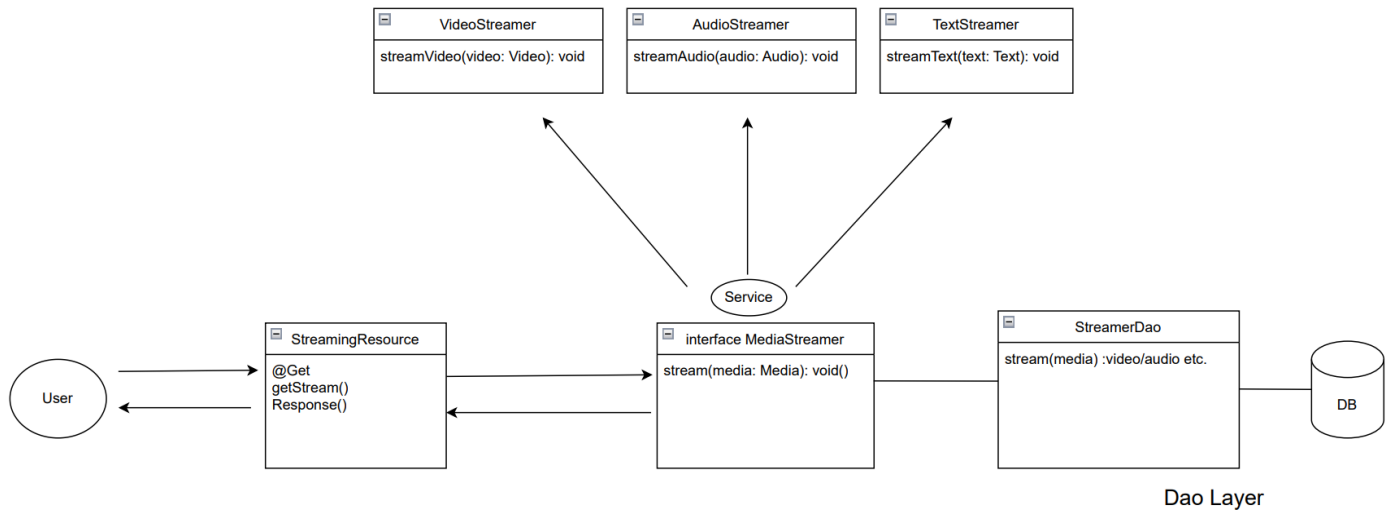 VideoStreamer
streamVideo(video: Video): void
AudioStreamer
streamAudio(audio: Audio): void
TextStreamer
streamText(text: Text): void
Service
User
StreamingResource
@Get
getStream()
Response()
interface MediaStreamer
stream(media: Media): void()
StreamerDao
stream(media) :video/audio etc.
DB
Dao Layer